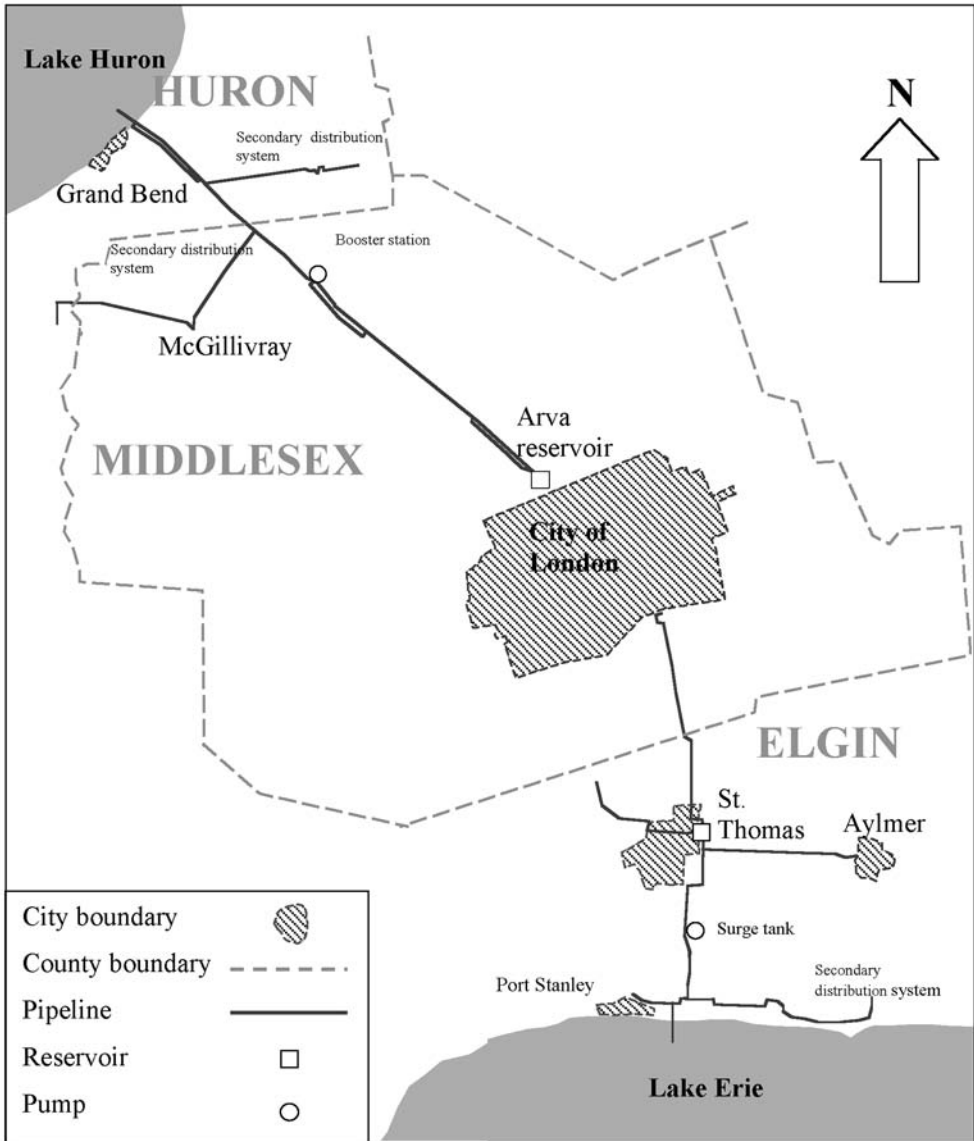 Lake Huron
HURON
N
Secondary distribution
system
Grand Bend
Secondary distribution
system
Booster station
McGillivray
Arva
reservoir
MIDDLESEX
City of
London
ELGIN
St.
Thomas
Aylmer
Surge tank
Port Stanley
Secondary
distribution system
Lake Erie
City boundary
County boundary
Pipeline
Reservoir
Pump